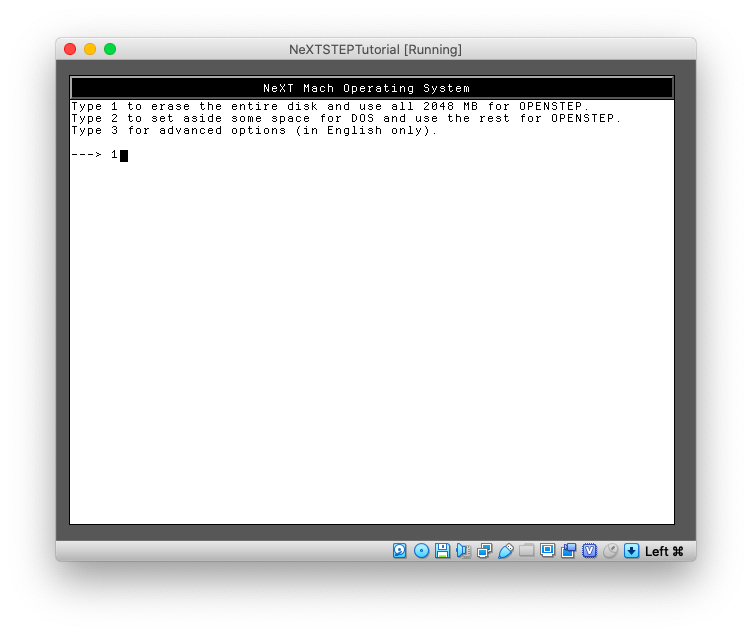 NeXTSTEPTutorial [Running]
NeXT Mach Operating System
Type 1 to erase the entire disk and use all 2048 MB for OPENSTEP.
Type 2 to set aside some space for DOS and use the rest for OPENSTEP.
Type 3 for advanced options (in English only).
---> 1
Left ⌘